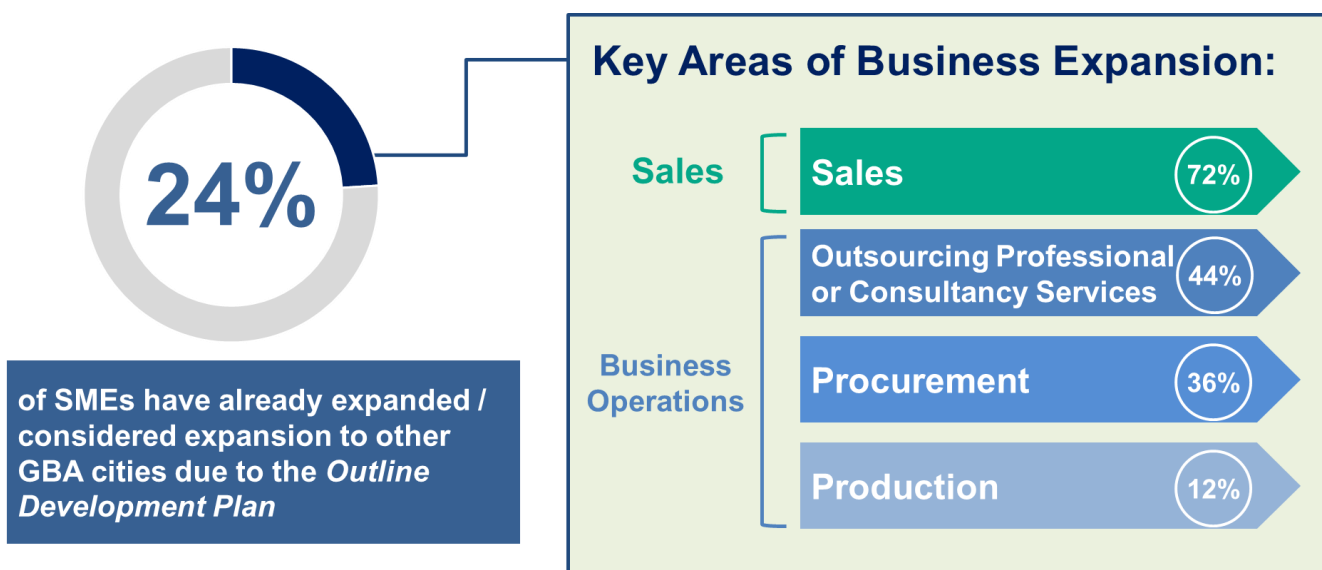 24%
of SMEs have already expanded /
considered expansion to other
GBA cities due to the Outline
Development Plan
Key Areas of Business Expansion:
Sales
Sales
72%
Business
Operations
Outsourcing Professional
or Consultancy Services
44%
Procurement
36%
Production
12%